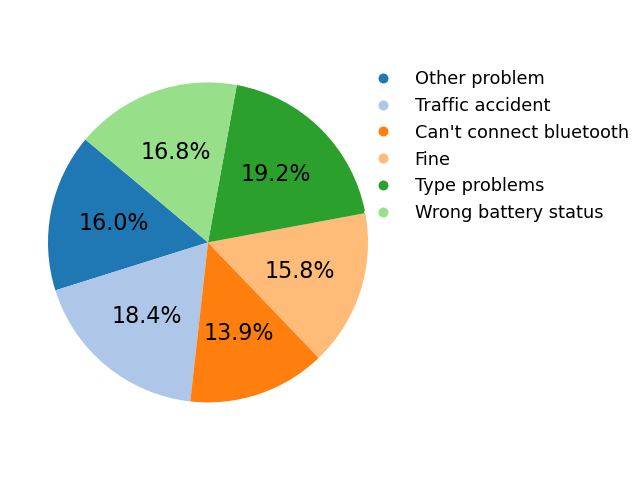 Other problem
Traffic accident
Can't connect bluetooth
Fine
Type problems
Wrong battery status
16.8%
19.2%
16.0%
15.8%
18.4%
13.9%